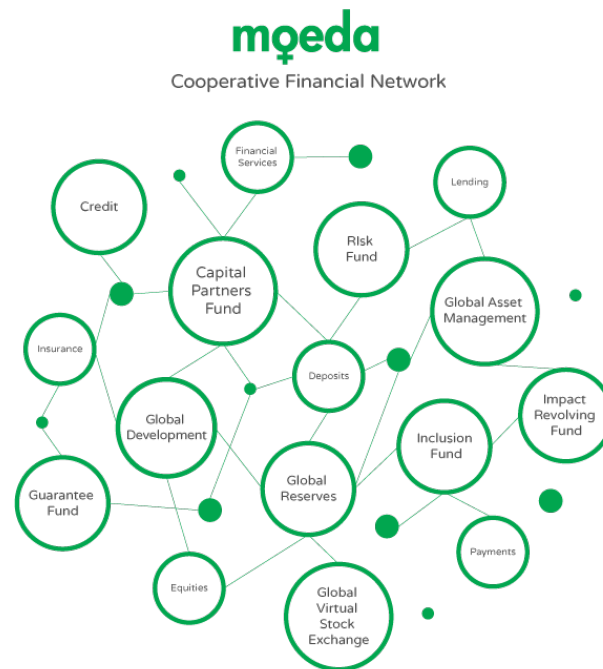 moeda
Cooperative Financial Network
Financial
Services
Lending
Credit
RIsk
Fund
Capital
Partners
Fund
Global Asset
Management
Insurance
Deposits
Impact
Revolving
Fund
Global
Development
Inclusion
Fund
Guarantee
Fund
Global
Reserves
Payments
Equities
Global
Virtual
Stock
Exchange